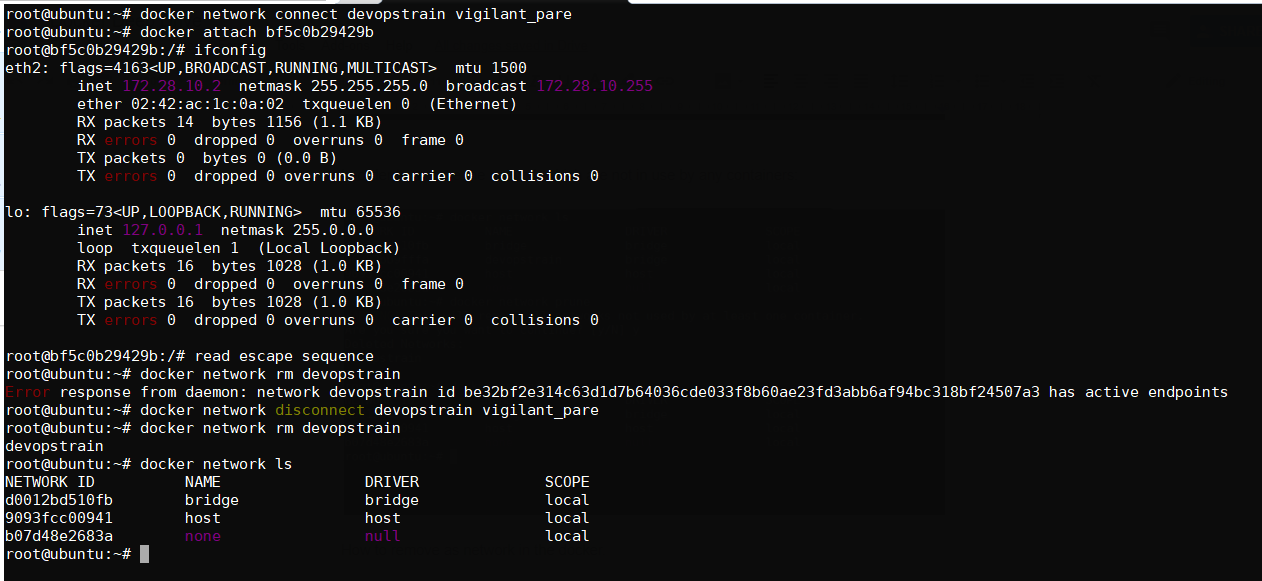 root@ubuntu:~# docker network connect devopstrain vigilant_pare
root@ubuntu:~# docker attach bf5c0b29429b
root@bf5c0b29429b:/# ifconfig
eth2: flags=4163<UP,BROADCAST,RUNNING,MULTICAST>  mtu 1500
        inet 172.28.10.2  netmask 255.255.255.0  broadcast 172.28.10.255
        ether 02:42:ac:1c:0a:02  txqueuelen 0  (Ethernet)
        RX packets 14  bytes 1156 (1.1 KB)
        RX errors 0  dropped 0  overruns 0  frame 0
        TX packets 0  bytes 0 (0.0 B)
        TX errors 0  dropped 0 overruns 0  carrier 0  collisions 0

lo: flags=73<UP,LOOPBACK,RUNNING>  mtu 65536
        inet 127.0.0.1  netmask 255.0.0.0
        loop  txqueuelen 1  (Local Loopback)
        RX packets 16  bytes 1028 (1.0 KB)
        RX errors 0  dropped 0  overruns 0  frame 0
        TX packets 16  bytes 1028 (1.0 KB)
        TX errors 0  dropped 0 overruns 0  carrier 0  collisions 0

root@bf5c0b29429b:/# read escape sequence
root@ubuntu:~# docker network rm devopstrain
Error response from daemon: network devopstrain id be32bf2e314c63d1d7b64036cde033f8b60ae23fd3abb6af94bc318bf24507a3 has active endpoints
root@ubuntu:~# docker network disconnect devopstrain vigilant_pare
root@ubuntu:~# docker network rm devopstrain
devopstrain
root@ubuntu:~# docker network ls
NETWORK ID          NAME                DRIVER              SCOPE
d0012bd510fb        bridge              bridge              local
9093fcc00941        host                host                local
b07d48e2683a        none                null                local
root@ubuntu:~#